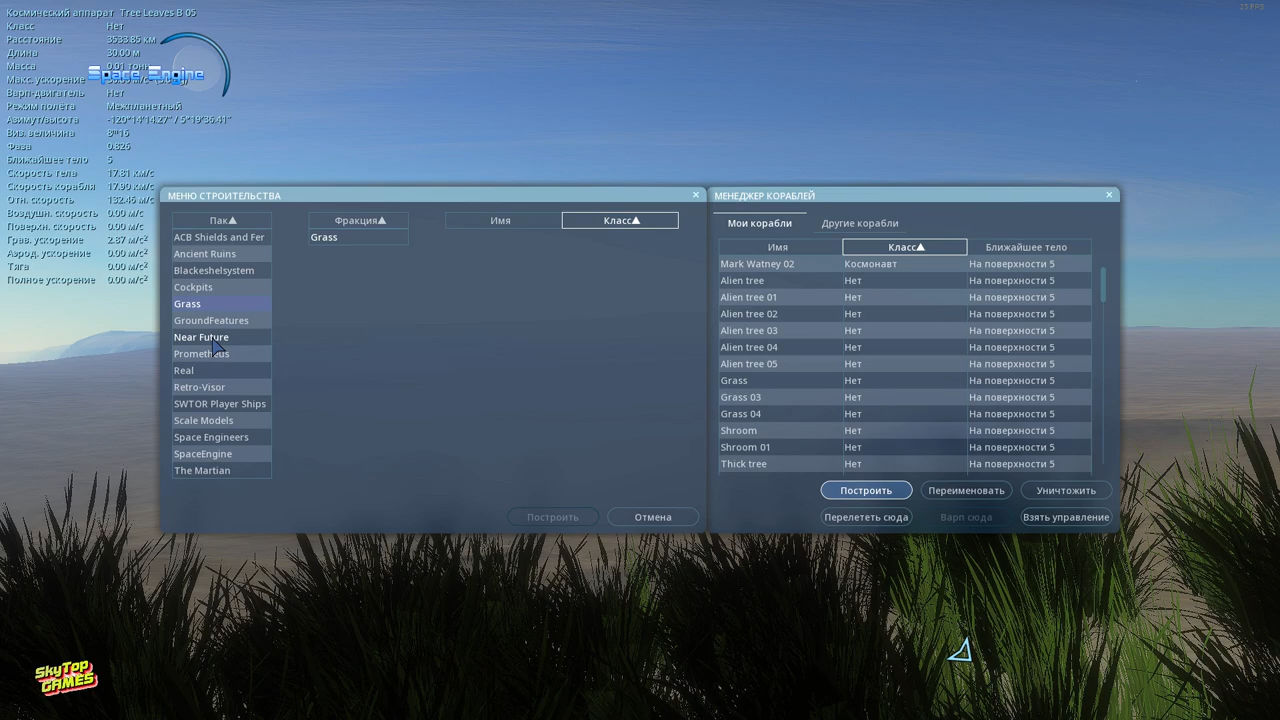 Космический аппарат Tree Leaves B 05
Класс Нет
Расстояние 3533.85 км
Длина 30.00 м
Масса 0.01 тонн
Макс. ускорение
Варп-двигатель Нет
Режим полёта Межпланетный
Азимут/высота -120°14'14.27" / 5°19'36.41"
Виз. величина 8ᵐ16
Фаза 0.826
Ближайшее тело 5
Скорость тела 17.81 км/с
Скорость корабля 17.90 км/с
Отн. скорость 132.46 м/с
Воздушн. скорость 0.00 м/с
Поверхн. скорость 0.00 м/с
Грав. ускорение 2.87 м/с²
Аэрод. ускорение 0.00 м/с²
Тяга 0.00 м/с²
Полное ускорение 0.00 м/с²
Space Engine
23 FPS
МЕНЮ СТРОИТЕЛЬСТВА
Пак▲ Фракция▲ Имя Класс▲
ACB Shields and Fer Grass
Ancient Ruins
Blackeshelsystem
Cockpits
Grass
GroundFeatures
Near Future
Prometheus
Real
Retro-Visor
SWTOR Player Ships
Scale Models
Space Engineers
SpaceEngine
The Martian
Построить Отмена
МЕНЕДЖЕР КОРАБЛЕЙ
Мои корабли Другие корабли
Имя Класс▲ Ближайшее тело
Mark Watney 02 Космонавт На поверхности 5
Alien tree Нет На поверхности 5
Alien tree 01 Нет На поверхности 5
Alien tree 02 Нет На поверхности 5
Alien tree 03 Нет На поверхности 5
Alien tree 04 Нет На поверхности 5
Alien tree 05 Нет На поверхности 5
Grass Нет На поверхности 5
Grass 03 Нет На поверхности 5
Grass 04 Нет На поверхности 5
Shroom Нет На поверхности 5
Shroom 01 Нет На поверхности 5
Thick tree Нет На поверхности 5
Построить Переименовать Уничтожить
Перелететь сюда Варп сюда Взять управление
SkyTop
GAMES